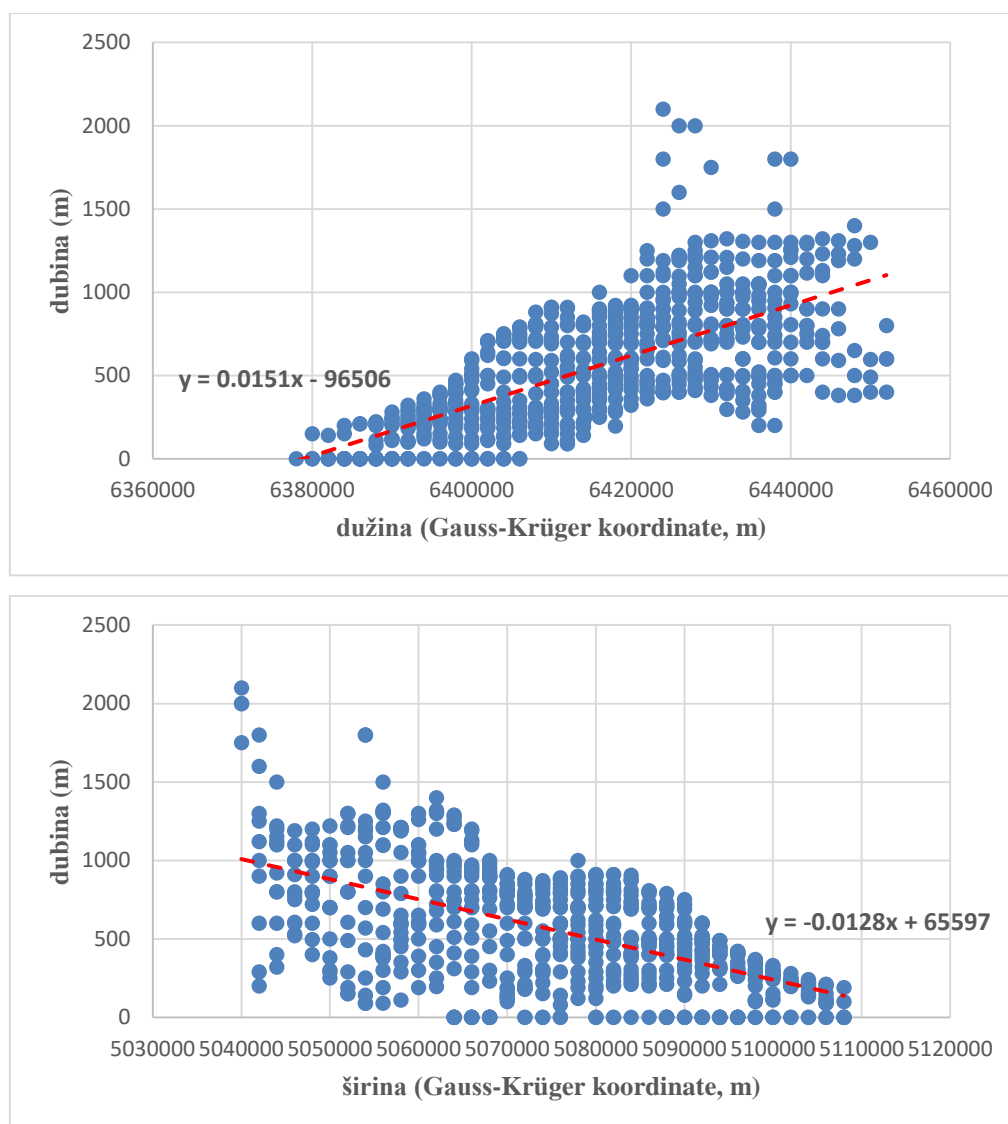 2500
2000
1500
1000
500
0
dubina (m)
y = 0.0151x - 96506
6360000 6380000 6400000 6420000 6440000 6460000
dužina (Gauss-Krüger koordinate, m)
2500
2000
1500
1000
500
0
dubina (m)
y = -0.0128x + 65597
5030000 5040000 5050000 5060000 5070000 5080000 5090000 5100000 5110000 5120000
širina (Gauss-Krüger koordinate, m)